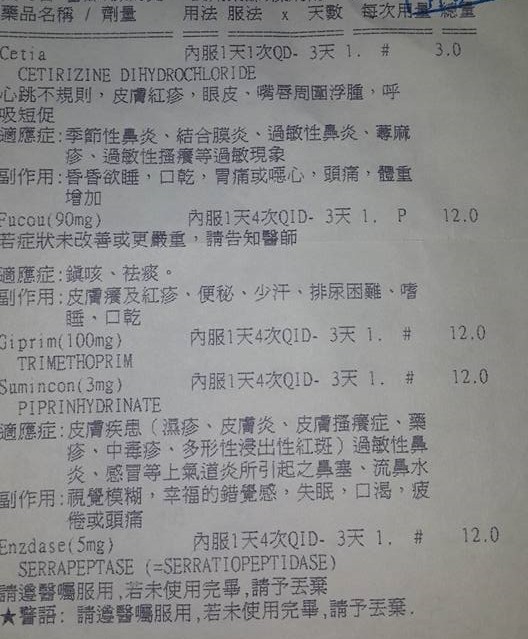 藥品名稱 / 劑量 用法 服法 x 天數 每次用量 總量
Cetia 內服1天1次QD- 3天 1. # 3.0
CETIRIZINE DIHYDROCHLORIDE
心跳不規則，皮膚紅疹，眼皮、嘴唇周圍浮腫，呼
吸短促
適應症:季節性鼻炎、結合膜炎、過敏性鼻炎、蕁麻
疹、過敏性搔癢等過敏現象
副作用:昏昏欲睡，口乾，胃痛或噁心，頭痛，體重
增加
Fucou(90mg) 內服1天4次QID- 3天 1. P 12.0
若症狀未改善或更嚴重，請告知醫師
適應症:鎮咳、祛痰。
副作用:皮膚癢及紅疹、便秘、少汗、排尿困難、嗜
睡、口乾
Giprim(100mg) 內服1天4次QID- 3天 1. # 12.0
TRIMETHOPRIM
Sumincon(3mg) 內服1天4次QID- 3天 1. # 12.0
PIPRINHYDRINATE
適應症:皮膚疾患（濕疹、皮膚炎、皮膚搔癢症、藥
疹、中毒疹、多形性浸出性紅斑）過敏性鼻
炎、感冒等上氣道炎所引起之鼻塞、流鼻水
副作用:視覺模糊，幸福的錯覺感，失眠，口渴，疲
倦或頭痛
Enzdase(5mg) 內服1天4次QID- 3天 1. # 12.0
SERRAPEPTASE (=SERRATIOPEPTIDASE)
請遵醫囑服用,若未使用完畢,請予丟棄
★警語: 請遵醫囑服用,若未使用完畢,請予丟棄.